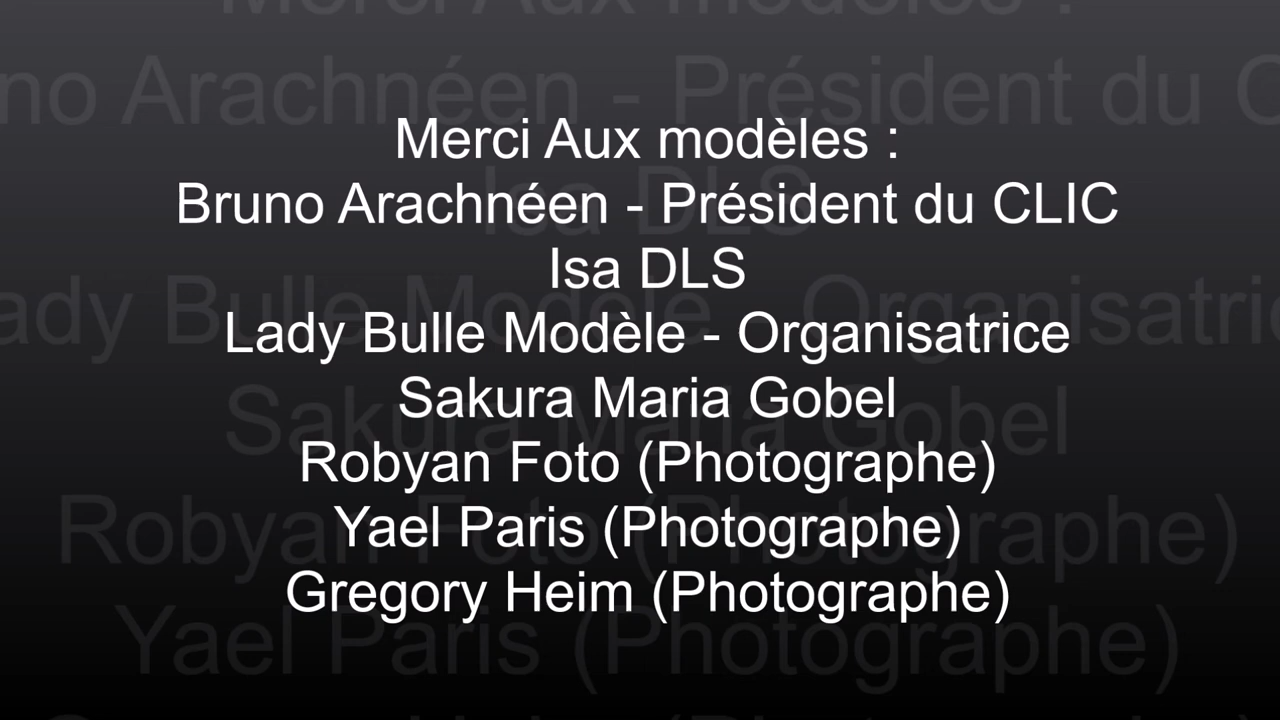 Merci Aux modèles :
Bruno Arachnéen - Président du CLIC
Isa DLS
Lady Bulle Modèle - Organisatrice
Sakura Maria Gobel
Robyan Foto (Photographe)
Yael Paris (Photographe)
Gregory Heim (Photographe)